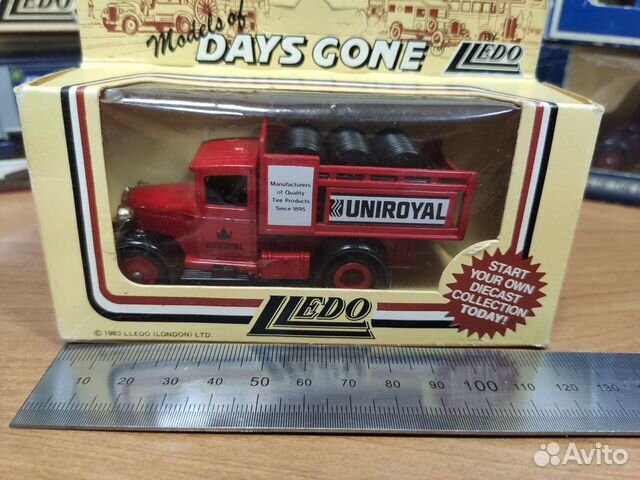 LLEDO
Models of
DAYS GONE
LLEDO
Manufacturers
of Quality
Tire Products
Since 1895
UNIROYAL
UNIROYAL
START
YOUR OWN
DIECAST
COLLECTION
TODAY!
LLEDO
© 1983 LLEDO (LONDON) LTD.
10 20 30 40 50 60 70 80 90 100 110 120 130
Avito